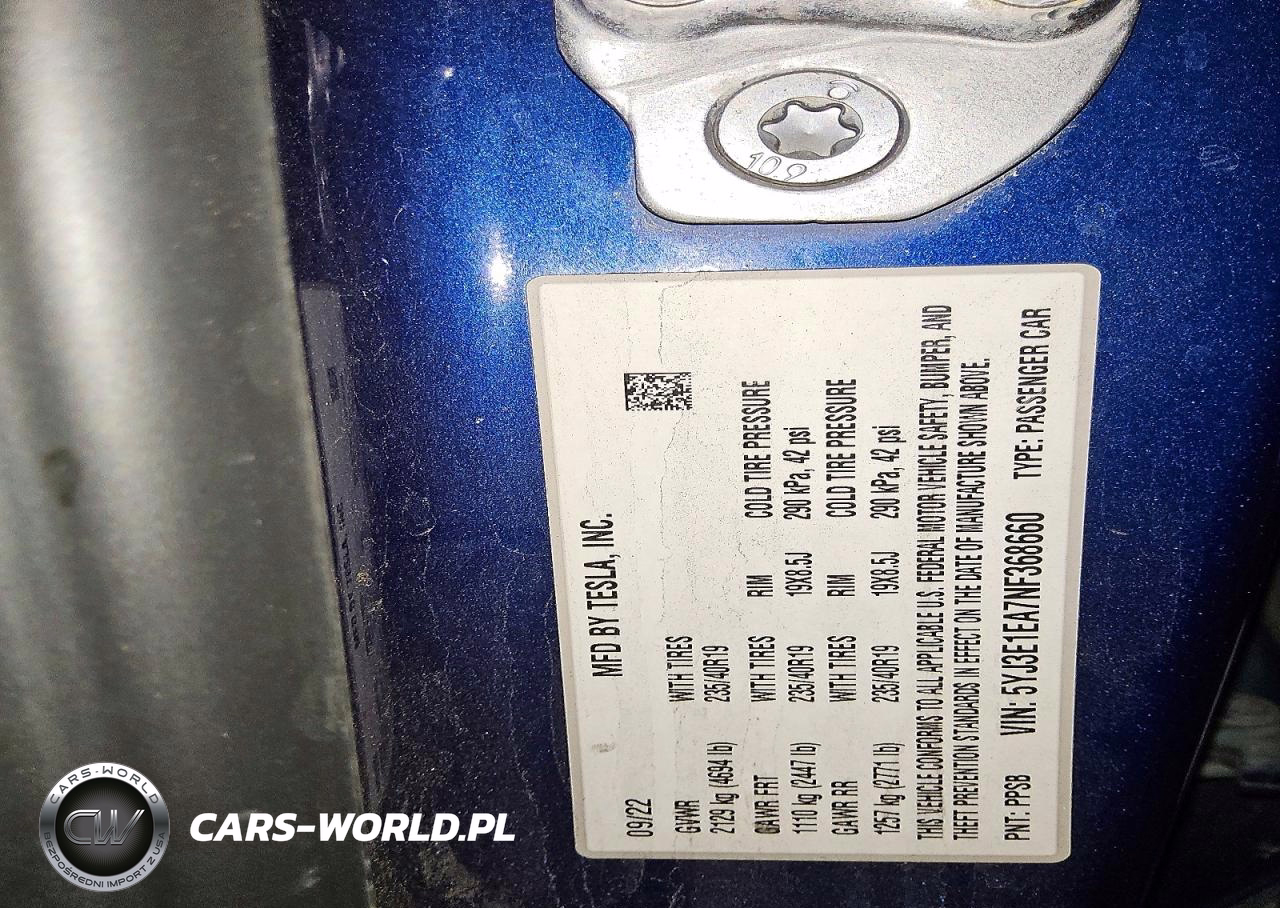 10.9
MFD BY TESLA, INC.
09/22
GVWR WITH TIRES
2129 kg (4694 lb) 235/40R19
GAWR FRT WITH TIRES RIM COLD TIRE PRESSURE
1110 kg (2447 lb) 235/40R19 19X8.5J 290 kPa, 42 psi
GAWR RR WITH TIRES RIM COLD TIRE PRESSURE
1257 kg (2771 lb) 235/40R19 19X8.5J 290 kPa, 42 psi
THIS VEHICLE CONFORMS TO ALL APPLICABLE U.S. FEDERAL MOTOR VEHICLE SAFETY, BUMPER, AND
THEFT PREVENTION STANDARDS IN EFFECT ON THE DATE OF MANUFACTURE SHOWN ABOVE.
PNT: PPSB VIN: 5YJ3E1EA7NF368660 TYPE: PASSENGER CAR
CARS-WORLD
CW
BEZPOŚREDNI IMPORT Z USA
CARS-WORLD.PL